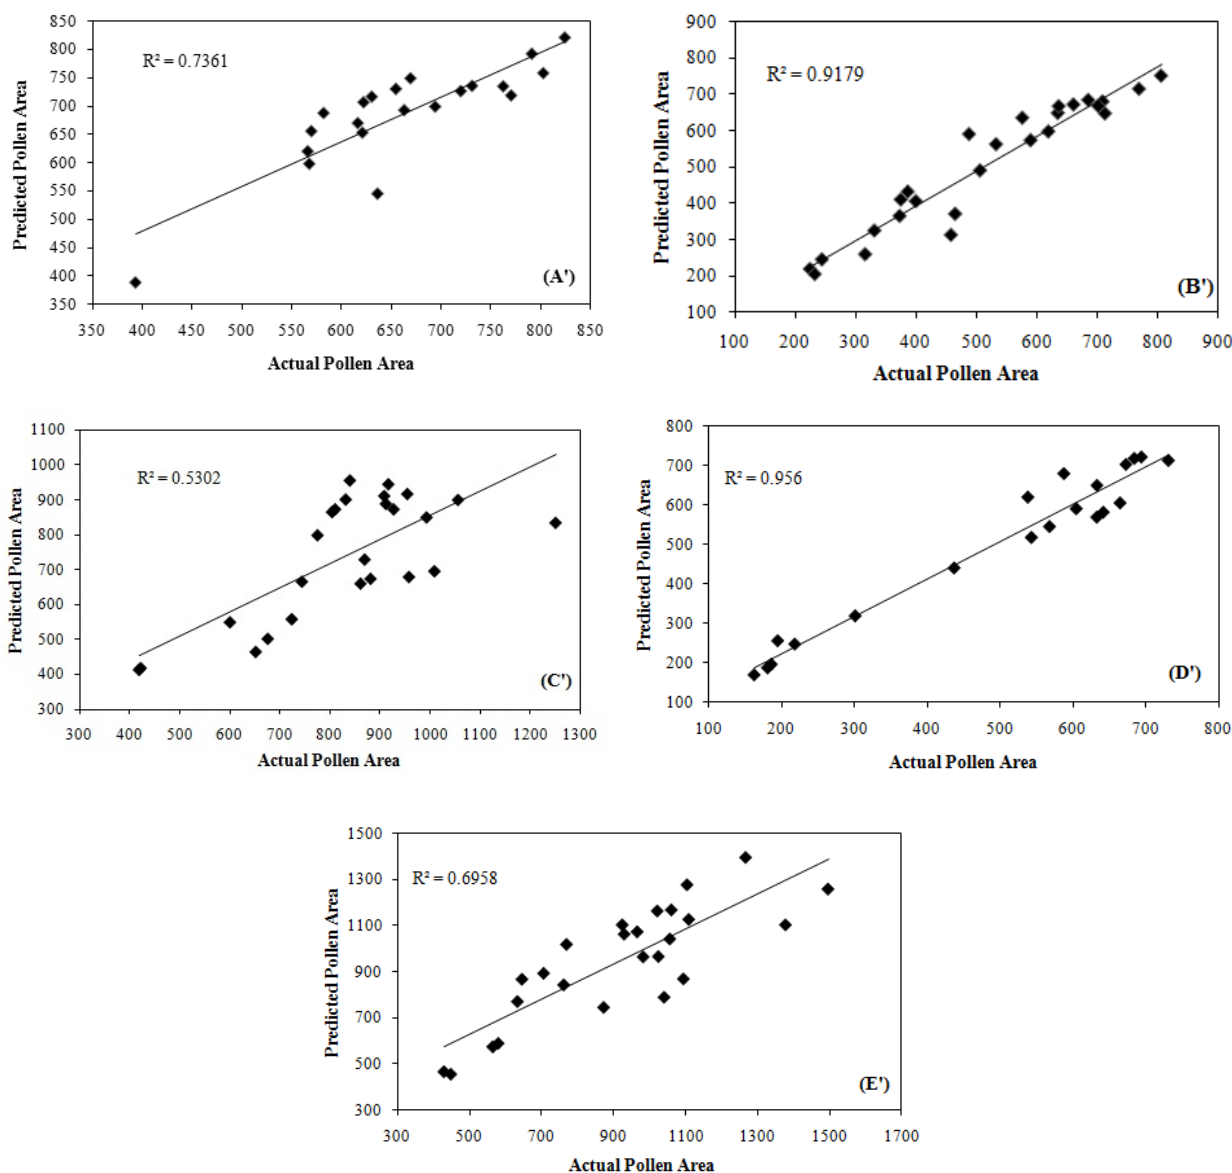 850
800
750
700
650
600
550
500
450
400
350
Predicted Pollen Area
R² = 0.7361
(A')
350 400 450 500 550 600 650 700 750 800 850
Actual Pollen Area
900
800
700
600
500
400
300
200
100
Predicted Pollen Area
R² = 0.9179
(B')
100 200 300 400 500 600 700 800 900
Actual Pollen Area
1100
1000
900
800
700
600
500
400
300
Predicted Pollen Area
R² = 0.5302
(C')
300 400 500 600 700 800 900 1000 1100 1200 1300
Actual Pollen Area
800
700
600
500
400
300
200
100
Predicted Pollen Area
R² = 0.956
(D')
100 200 300 400 500 600 700 800
Actual Pollen Area
1500
1300
1100
900
700
500
300
Predicted Pollen Area
R² = 0.6958
(E')
300 500 700 900 1100 1300 1500 1700
Actual Pollen Area